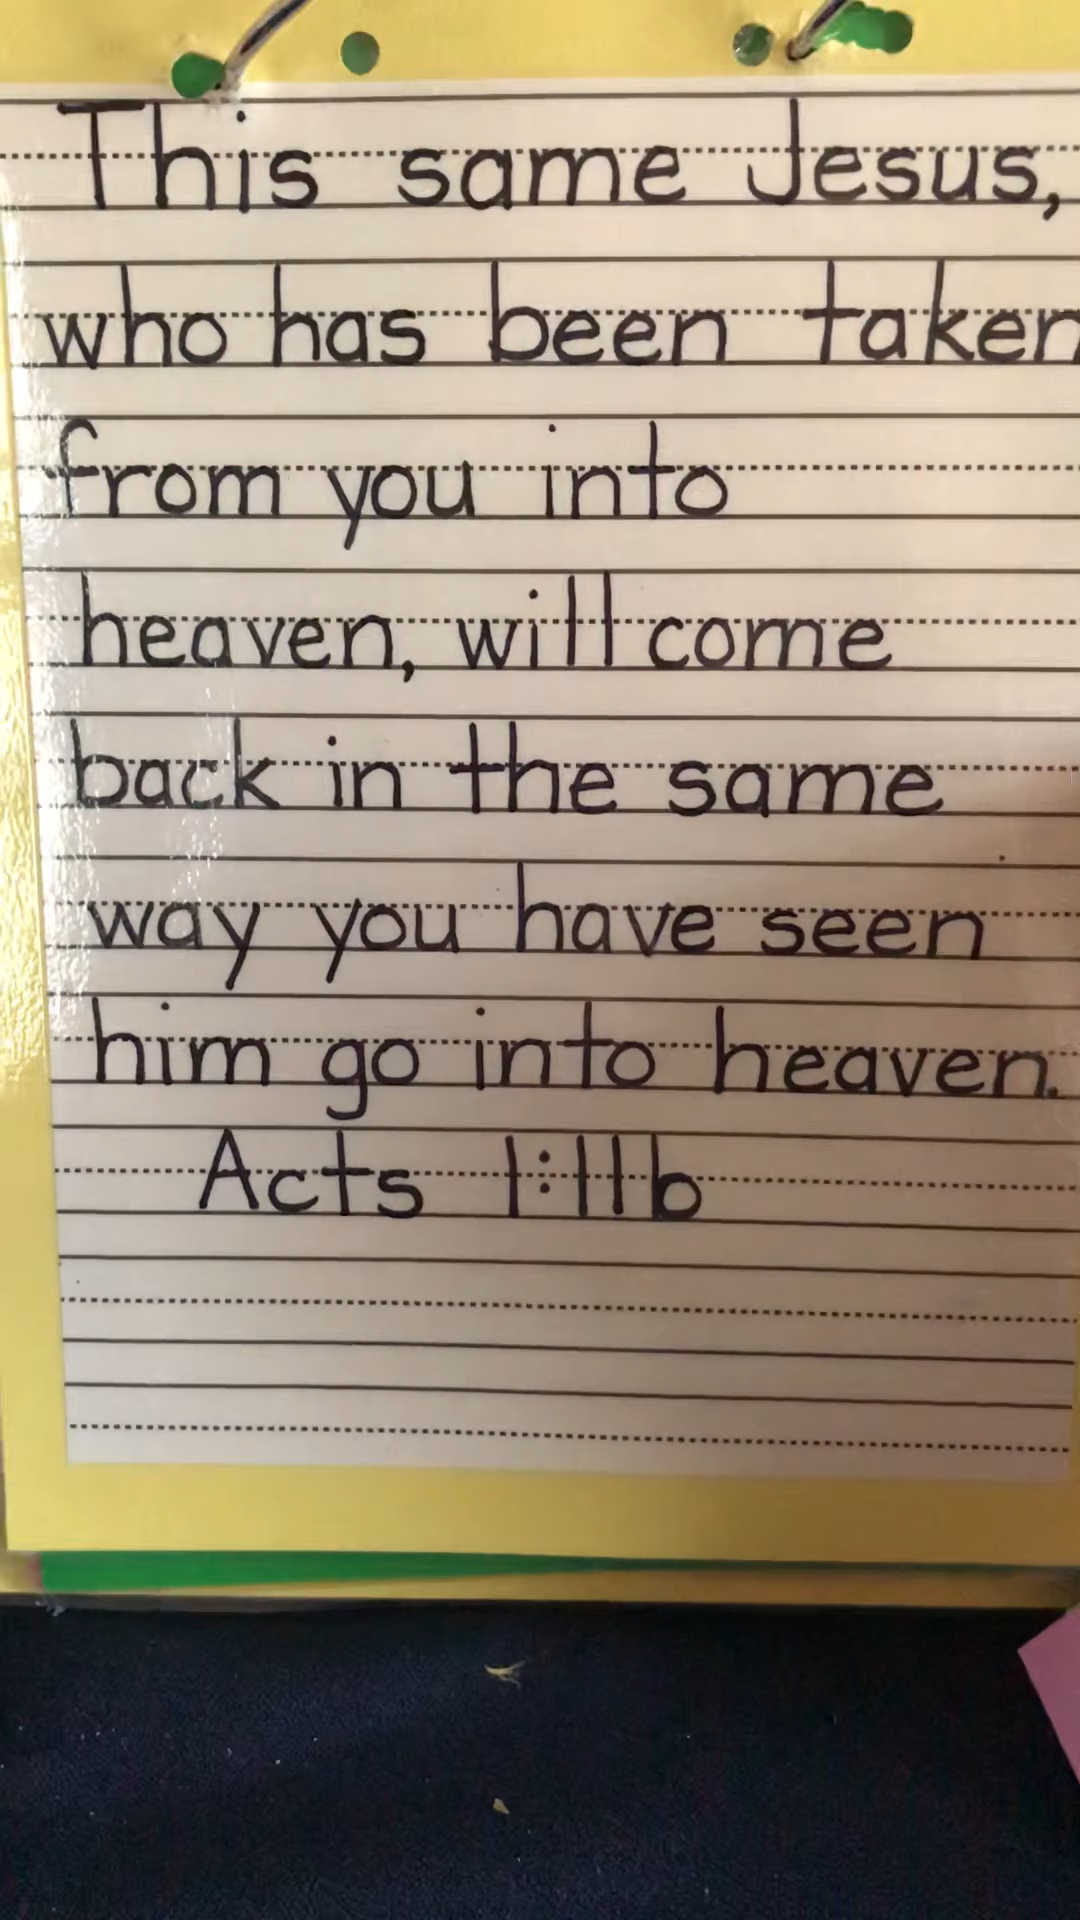 This same Jesus,
who has been taken
from you into
heaven, will come
back in the same
way you have seen
him go into heaven.
Acts 1:11b